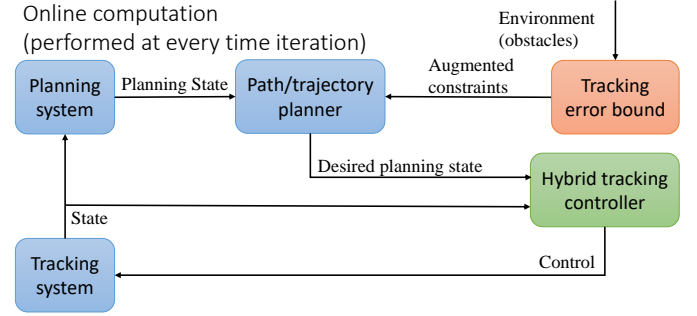 Online computation
(performed at every time iteration)
Environment
(obstacles)
Planning
system
Planning State
Path/trajectory
planner
Augmented
constraints
Tracking
error bound
Desired planning state
Hybrid tracking
controller
State
Tracking
system
Control